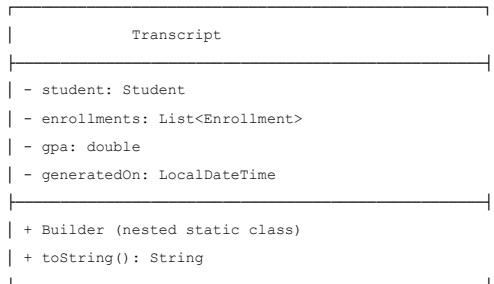 Transcript
- student: Student
- enrollments: List<Enrollment>
- gpa: double
- generatedOn: LocalDateTime
+ Builder (nested static class)
+ toString(): String